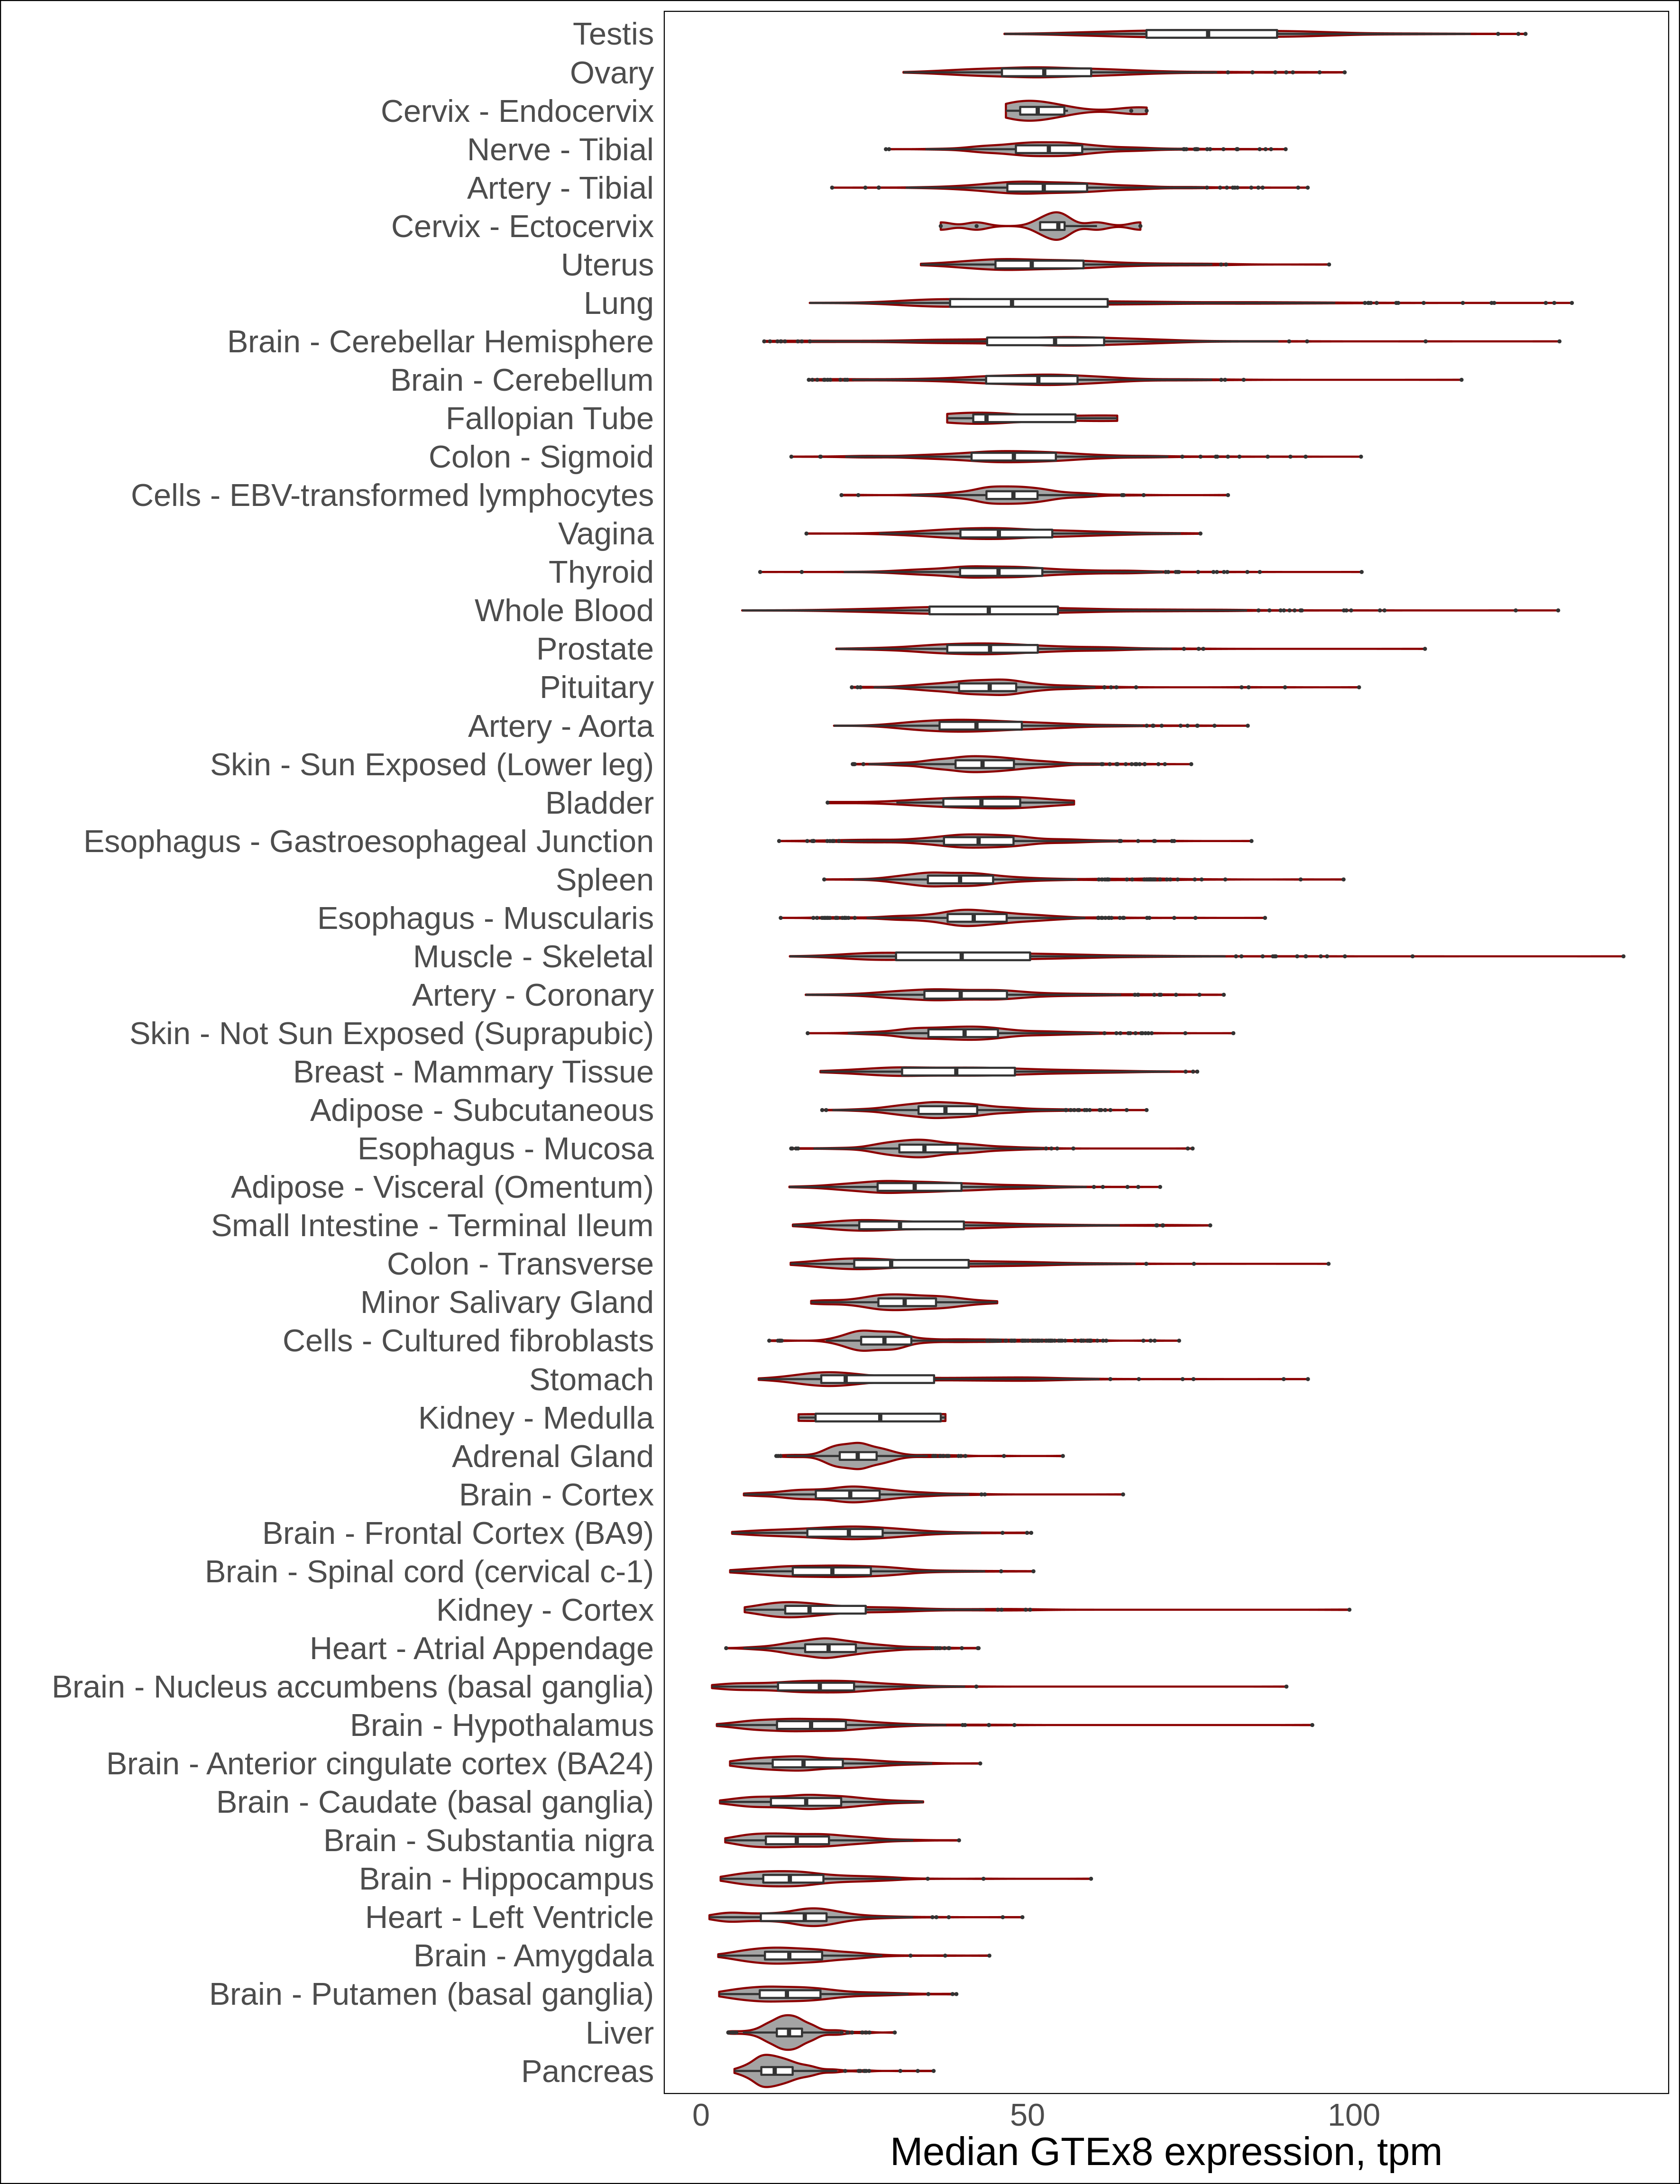 Testis
Ovary
Cervix - Endocervix
Nerve - Tibial
Artery - Tibial
Cervix - Ectocervix
Uterus
Lung
Brain - Cerebellar Hemisphere
Brain - Cerebellum
Fallopian Tube
Colon - Sigmoid
Cells - EBV-transformed lymphocytes
Vagina
Thyroid
Whole Blood
Prostate
Pituitary
Artery - Aorta
Skin - Sun Exposed (Lower leg)
Bladder
Esophagus - Gastroesophageal Junction
Spleen
Esophagus - Muscularis
Muscle - Skeletal
Artery - Coronary
Skin - Not Sun Exposed (Suprapubic)
Breast - Mammary Tissue
Adipose - Subcutaneous
Esophagus - Mucosa
Adipose - Visceral (Omentum)
Small Intestine - Terminal Ileum
Colon - Transverse
Minor Salivary Gland
Cells - Cultured fibroblasts
Stomach
Kidney - Medulla
Adrenal Gland
Brain - Cortex
Brain - Frontal Cortex (BA9)
Brain - Spinal cord (cervical c-1)
Kidney - Cortex
Heart - Atrial Appendage
Brain - Nucleus accumbens (basal ganglia)
Brain - Hypothalamus
Brain - Anterior cingulate cortex (BA24)
Brain - Caudate (basal ganglia)
Brain - Substantia nigra
Brain - Hippocampus
Heart - Left Ventricle
Brain - Amygdala
Brain - Putamen (basal ganglia)
Liver
Pancreas
0 50 100
Median GTEx8 expression, tpm